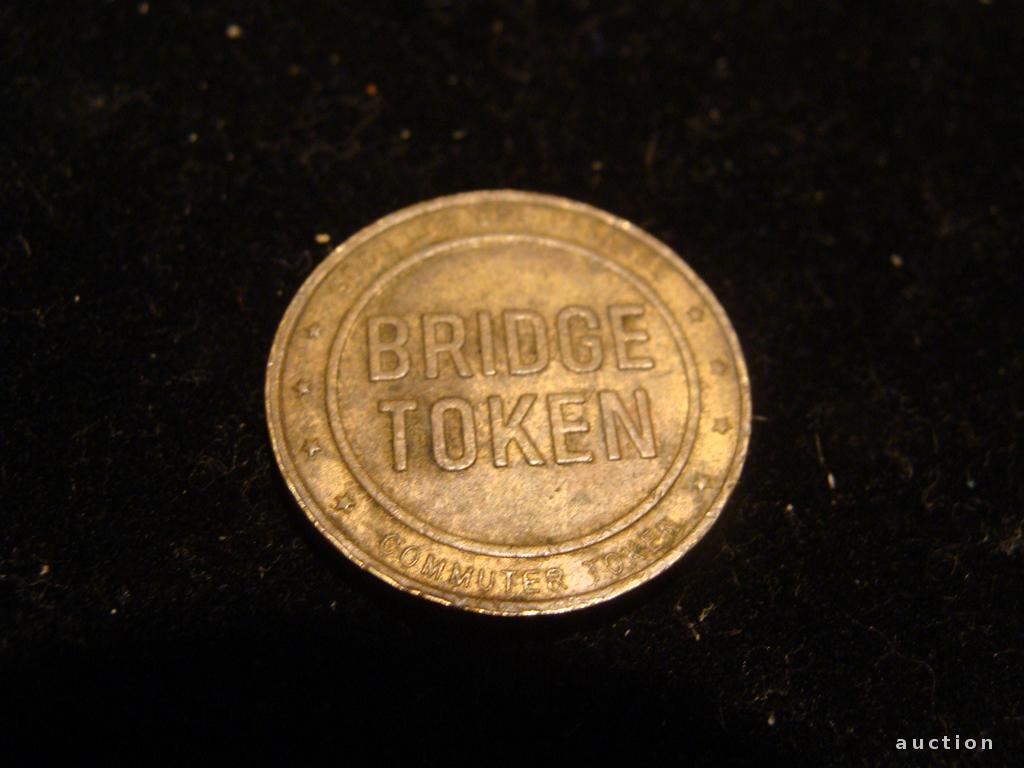 BRIDGE
TOKEN
COMMUTER TOKEN
auction